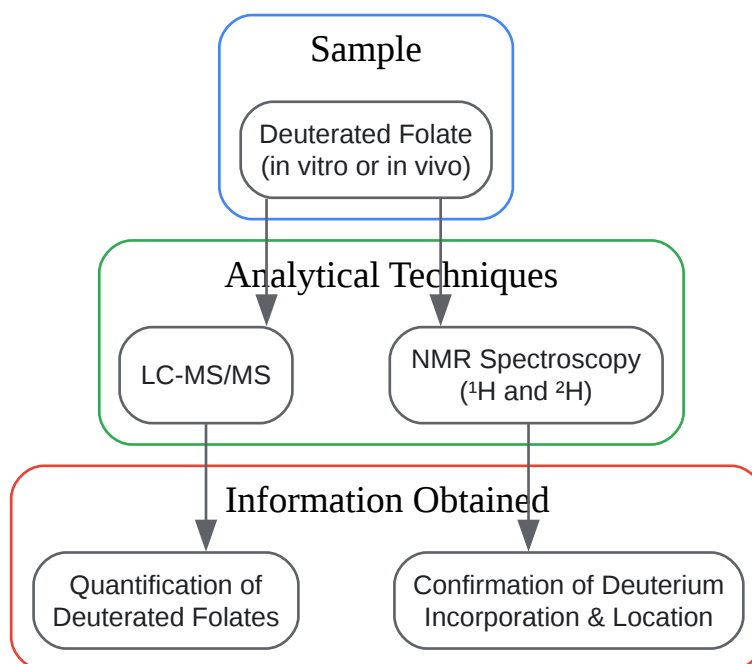 Sample
Deuterated Folate
(in vitro or in vivo)
Analytical Techniques
LC-MS/MS
NMR Spectroscopy
(¹H and ²H)
Information Obtained
Quantification of
Deuterated Folates
Confirmation of Deuterium
Incorporation & Location